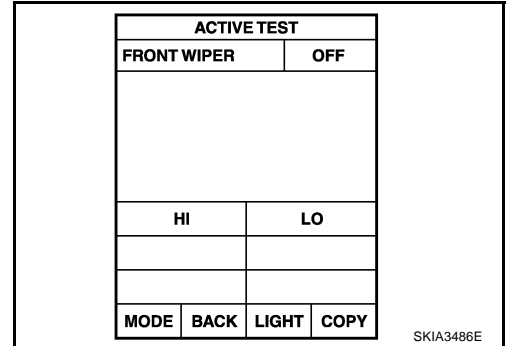 ACTIVE TEST
FRONT WIPER OFF
HI LO
MODE BACK LIGHT COPY
SKIA3486E